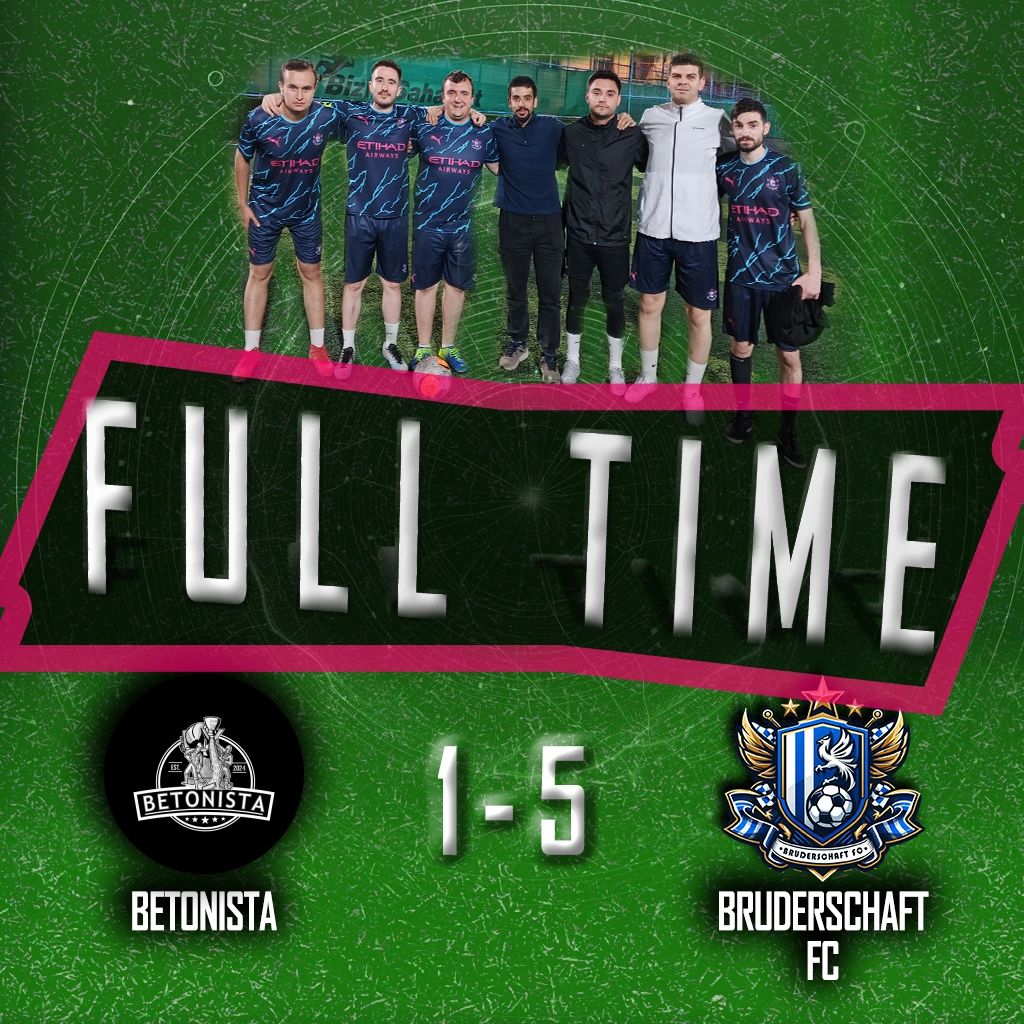 ETIHAD
AIRWAYS
ETIHAD
AIRWAYS
ETIHAD
AIRWAYS
ETIHAD
AIRWAYS
FULL TIME
EST. 2024
BETONISTA
1 - 5
BRUDERSCHAFT FC
BETONISTA
BRUDERSCHAFT
FC